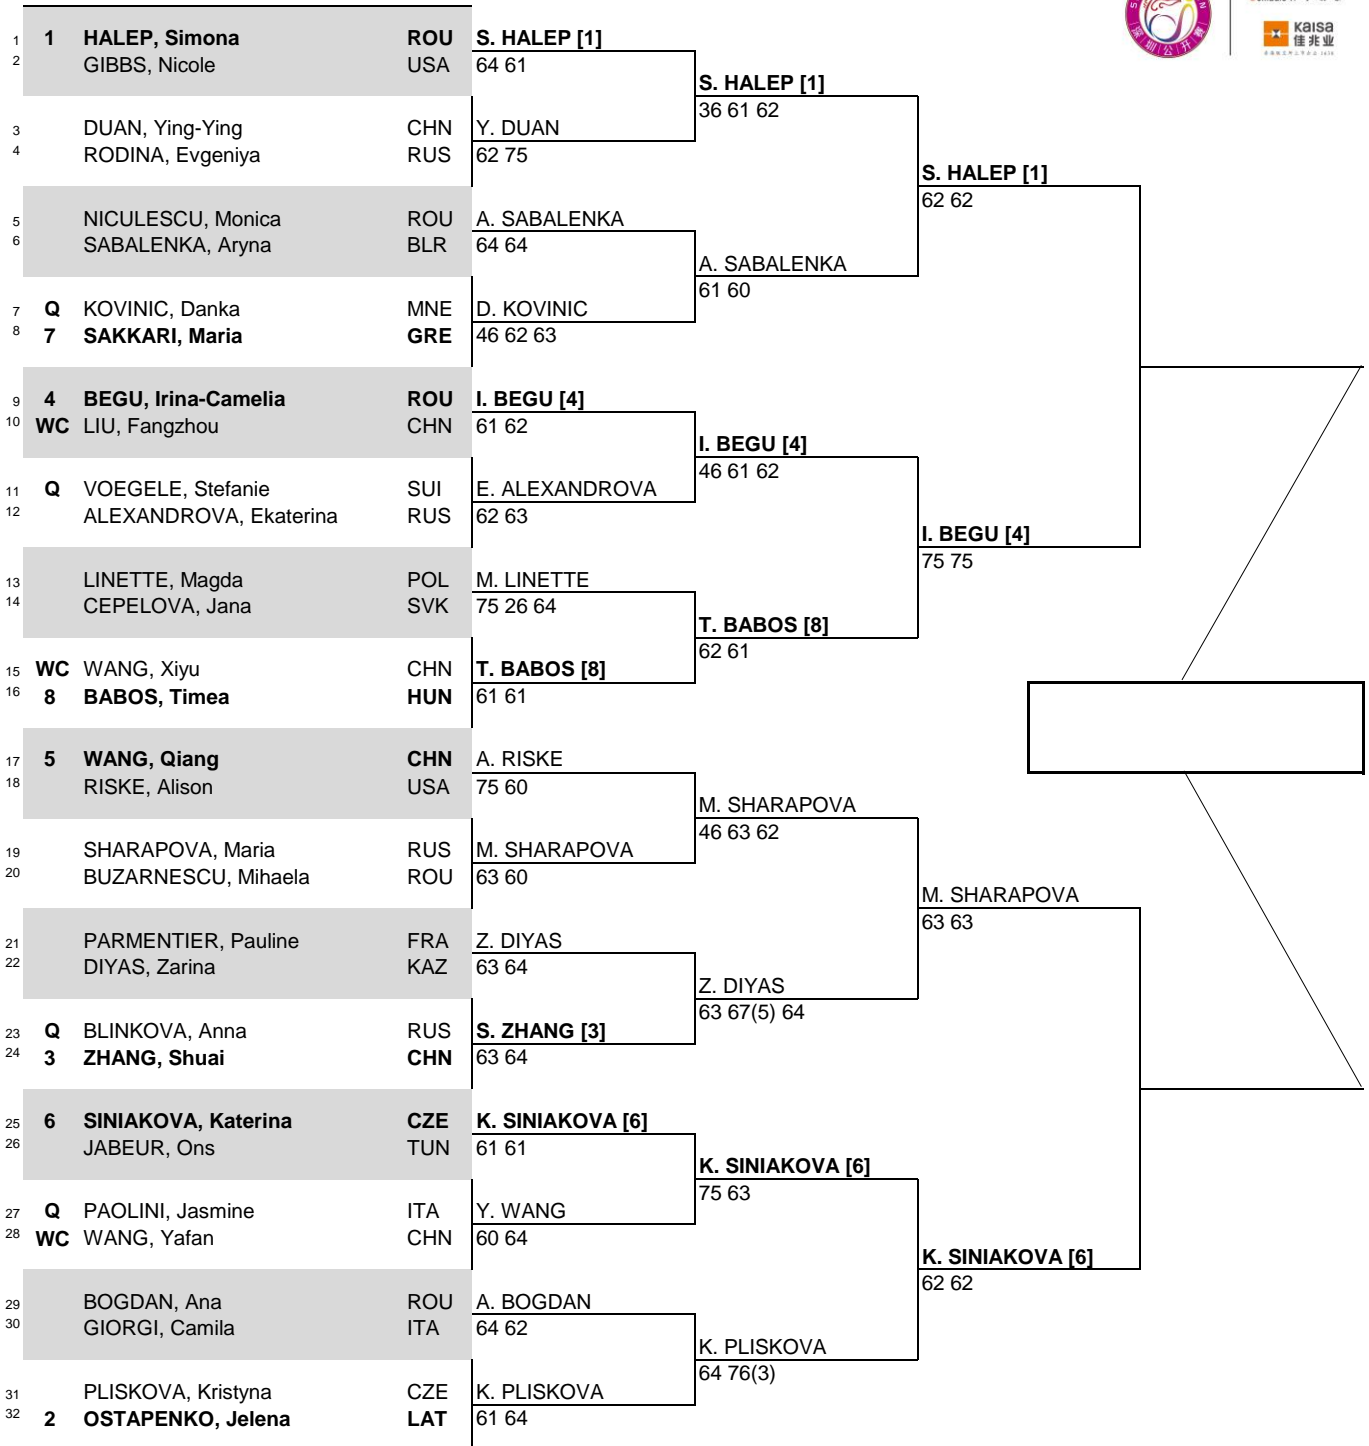 Kaisa
佳兆业
深圳公开赛
1 1 HALEP, Simona ROU S. HALEP [1]
2 GIBBS, Nicole USA 64 61
S. HALEP [1]
36 61 62
3 DUAN, Ying-Ying CHN Y. DUAN
4 RODINA, Evgeniya RUS 62 75
S. HALEP [1]
62 62
5 NICULESCU, Monica ROU A. SABALENKA
6 SABALENKA, Aryna BLR 64 64
A. SABALENKA
61 60
7 Q KOVINIC, Danka MNE D. KOVINIC
8 7 SAKKARI, Maria GRE 46 62 63
9 4 BEGU, Irina-Camelia ROU I. BEGU [4]
10 WC LIU, Fangzhou CHN 61 62
I. BEGU [4]
46 61 62
11 Q VOEGELE, Stefanie SUI E. ALEXANDROVA
12 ALEXANDROVA, Ekaterina RUS 62 63
I. BEGU [4]
75 75
13 LINETTE, Magda POL M. LINETTE
14 CEPELOVA, Jana SVK 75 26 64
T. BABOS [8]
62 61
15 WC WANG, Xiyu CHN T. BABOS [8]
16 8 BABOS, Timea HUN 61 61
17 5 WANG, Qiang CHN A. RISKE
18 RISKE, Alison USA 75 60
M. SHARAPOVA
46 63 62
19 SHARAPOVA, Maria RUS M. SHARAPOVA
20 BUZARNESCU, Mihaela ROU 63 60
M. SHARAPOVA
63 63
21 PARMENTIER, Pauline FRA Z. DIYAS
22 DIYAS, Zarina KAZ 63 64
Z. DIYAS
63 67(5) 64
23 Q BLINKOVA, Anna RUS S. ZHANG [3]
24 3 ZHANG, Shuai CHN 63 64
25 6 SINIAKOVA, Katerina CZE K. SINIAKOVA [6]
26 JABEUR, Ons TUN 61 61
K. SINIAKOVA [6]
75 63
27 Q PAOLINI, Jasmine ITA Y. WANG
28 WC WANG, Yafan CHN 60 64
K. SINIAKOVA [6]
62 62
29 BOGDAN, Ana ROU A. BOGDAN
30 GIORGI, Camila ITA 64 62
K. PLISKOVA
64 76(3)
31 PLISKOVA, Kristyna CZE K. PLISKOVA
32 2 OSTAPENKO, Jelena LAT 61 64